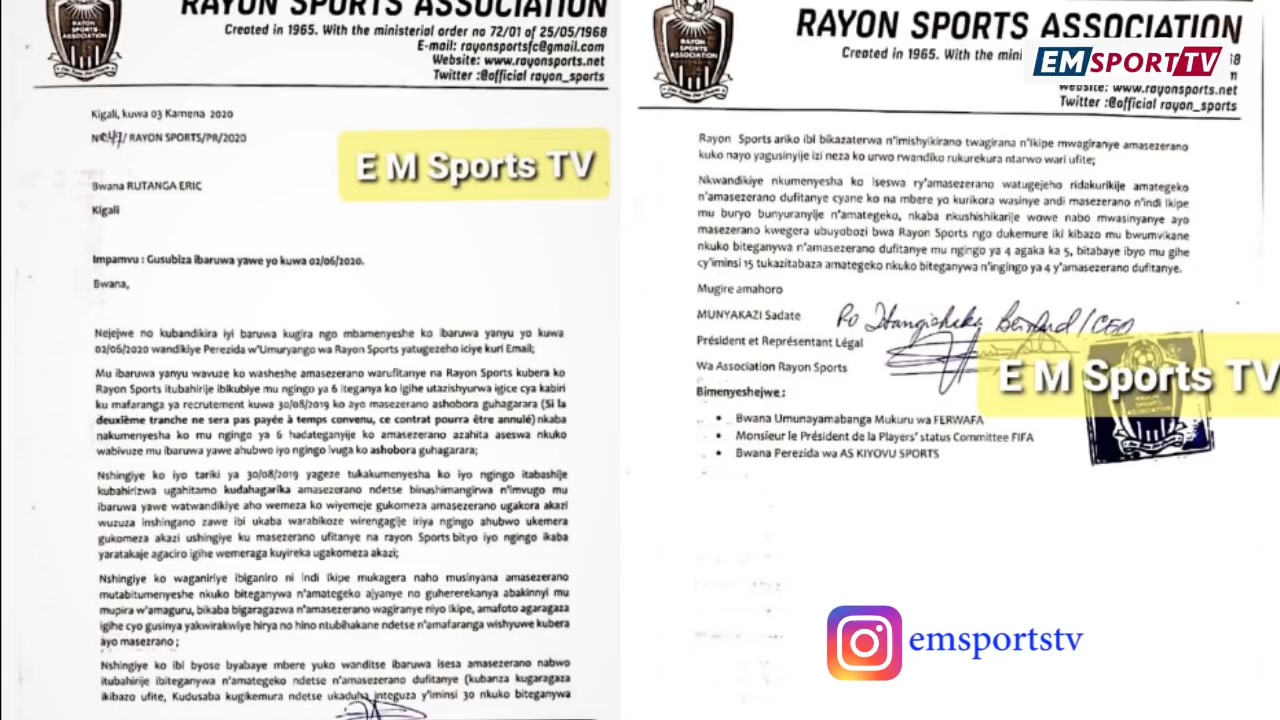 RAYON SPORTS ASSOCIATION
Created in 1965. With the ministerial order no 72/01 of 25/05/1968
E-mail: rayonsportsfc@gmail.com
Website: www.rayonsports.net
Twitter :@official rayon_sports
RAYON SPORTS ASSOCIATION
Kigali, kuwa 03 Kamena 2020
/ RAYON SPORTS/PR/2020
E M Sports TV
Bwana RUTANGA ERIC
Kigali
Impamvu : Gusubiza ibaruwa yawe yo kuwa 02/06/2020.
Bwana,
Nejejwe no kubandikira iyi baruwa kugira ngo mbamenyeshe ko ibaruwa yanyu yo kuwa
02/06/2020 wandikiye Perezida w'Umuryango wa Rayon Sports yatugezeho iciye kuri Email;
Mu ibaruwa yanyu wavuze ko washeshe amasezerano warufitanye na Rayon Sports kubera ko
Rayon Sports itubahirije ibikubiye mu ngingo ya 6 iteganya ko igihe utazishyurwa igice cya kabiri
ku mafaranga ya recrutement kuwa 30/08/2019 ko ayo masezerano ashobora guhagarara (Si la
deuxième tranche ne sera pas payée à temps convenu, ce contrat pourra être annulé) nkaba
nakumenyesha ko mu ngingo ya 6 hadateganyije ko amasezerano azahita aseswa nkuko
wabivuze mu ibaruwa yawe ahubwo iyo ngingo ivuga ko ashobora guhagarara;
Nshingiye ko iyo tariki ya 30/08/2019 yageze tukakumenyesha ko iyo ngingo itabashije
kubahirizwa ugahitamo kudahagarika amasezerano ndetse binashimangirwa n'imvugo mu
ibaruwa yawe watwandikiye aho wemeza ko wiyemeje gukomeza amasezerano ugakora akazi
wuzuza inshingano zawe ibi ukaba warabikoze wirengagije iriya ngingo ahubwo ukemera
gukomeza akazi ushingiye ku masezerano ufitanye na rayon Sports bityo iyo ngingo ikaba
yaratakaje agaciro igihe wemeraga kuyireka ugakomeza akazi;
Nshingiye ko waganiriye ibiganiro ni indi Ikipe mukagera naho musinyana amasezerano
mutabitumenyeshe nkuko biteganywa n'amategeko ajyanye no guhererekanya abakinnyi mu
mupira w'amaguru, bikaba bigaragazwa n'amasezerano wagiranye niyo Ikipe, amafoto agaragaza
igihe cyo gusinya yakwirakwiye hirya no hino ntubihakane ndetse n'amafaranga wishyuwe kubera
ayo masezrano ;
Nshingiye ko ibi byose byabaye mbere yuko wanditse ibaruwa isesa amasezerano nabwo
itubahirije ibiteganywa n'amategeko ndetse n'amasezerano dufitanye (kubanza kugaragaza
ikibazo ufite, Kudusaba kugikemura ndetse ukaduha integuza y'iminsi 30 nkuko biteganywa
RAYON SPORTS ASSOCIATION
Created in 1965. With the mini
68
EMSPORTTV
Website: www.rayonsports.net
Twitter :@official rayon_sports
Rayon Sports ariko ibi bikazaterwa n'imishyikirano twagirana n'Ikipe mwagiranye amasezerano
kuko nayo yagusinyije izi neza ko urwo rwandiko rukurekura ntarwo wari ufite;
Nkwandikiye nkumenyesha ko iseswa ry'amasezerano watugejeho ridakurikije amategeko
n'amasezerano dufitanye cyane ko na mbere yo kurikora wasinye andi masezerano n'indi Ikipe
mu buryo bunyuranyije n'amategeko, nkaba nkushishikarije wowe nabo mwasinyanye ayo
masezerano kwegera ubuyobozi bwa Rayon Sports ngo dukemure iki kibazo mu bwumvikane
nkuko biteganywa n'amasezerano dufitanye mu ngingo ya 4 agaka ka 5, bitabaye ibyo mu gihe
cy'iminsi 15 tukazitabaza amategeko nkuko biteganywa n'ingingo ya 4 y'amasezerano dufitanye.
Mugire amahoro
MUNYAKAZI Sadate
Président et Représentant Légal
/CEO
Wa Association Rayon Sports
E M Sports TV
Bimenyeshejwe :
• Bwana Umunayamabanga Mukuru wa FERWAFA
• Monsieur le Président de la Players' status Committee FIFA
• Bwana Perezida wa AS KIYOVU SPORTS
RAYON SPORTS ASSOCIATION
emsportstv